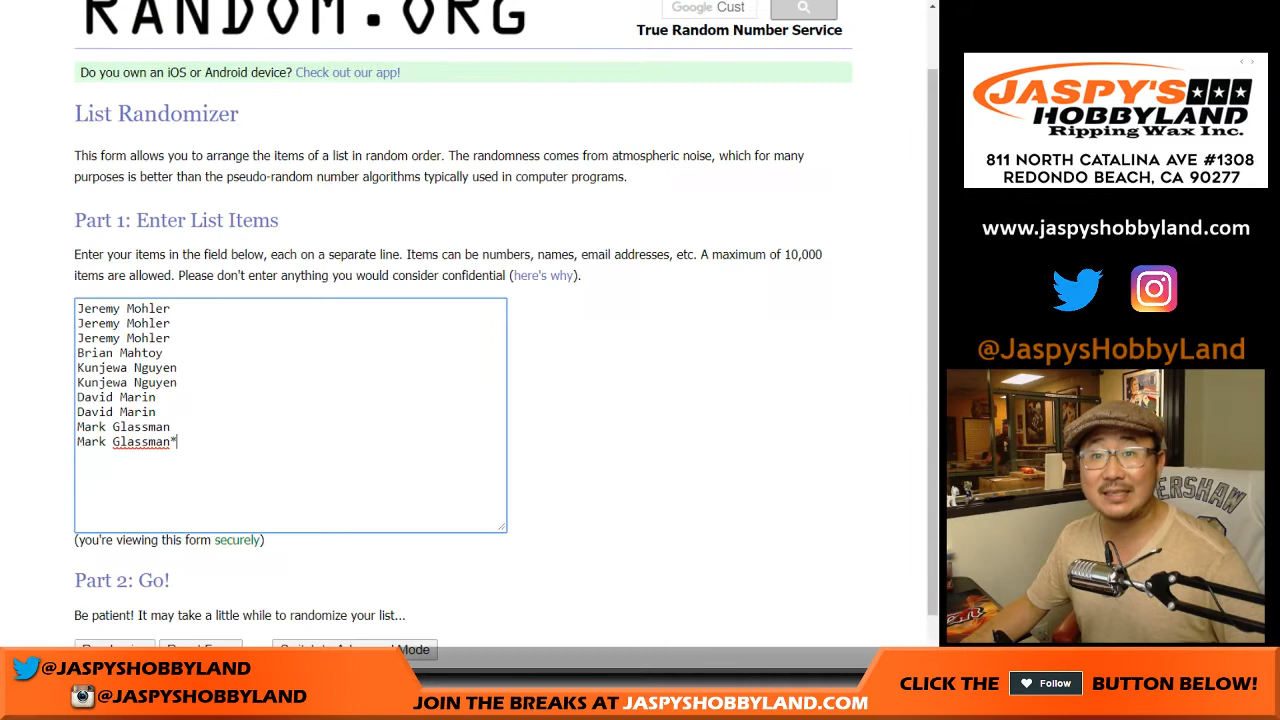 RANDOM.ORG
Google Cust
True Random Number Service
Do you own an iOS or Android device? Check out our app!
List Randomizer
This form allows you to arrange the items of a list in random order. The randomness comes from atmospheric noise, which for many
purposes is better than the pseudo-random number algorithms typically used in computer programs.
Part 1: Enter List Items
Enter your items in the field below, each on a separate line. Items can be numbers, names, email addresses, etc. A maximum of 10,000
items are allowed. Please don't enter anything you would consider confidential (here's why).
Jeremy Mohler
Jeremy Mohler
Jeremy Mohler
Brian Mahtoy
Kunjewa Nguyen
Kunjewa Nguyen
David Marin
David Marin
Mark Glassman
Mark Glassman*
(you're viewing this form securely)
Part 2: Go!
Be patient! It may take a little while to randomize your list...
Mode
JASPY'S
HOBBYLAND
Ripping Wax Inc.
811 NORTH CATALINA AVE #1308
REDONDO BEACH, CA 90277
www.jaspyshobbyland.com
@JaspysHobbyLand
ERSHAW
@JASPYSHOBBYLAND
@JASPYSHOBBYLAND
JOIN THE BREAKS AT JASPYSHOBBYLAND.COM
CLICK THE Follow BUTTON BELOW!